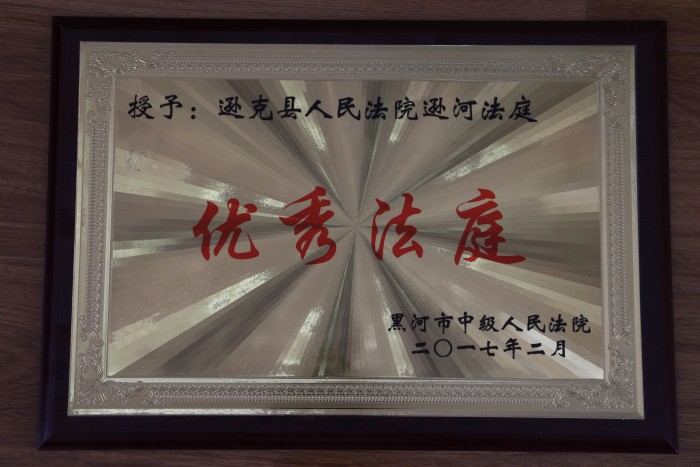 授予：逊克县人民法院逊河法庭
优秀法庭
黑河市中级人民法院
二〇一七年二月